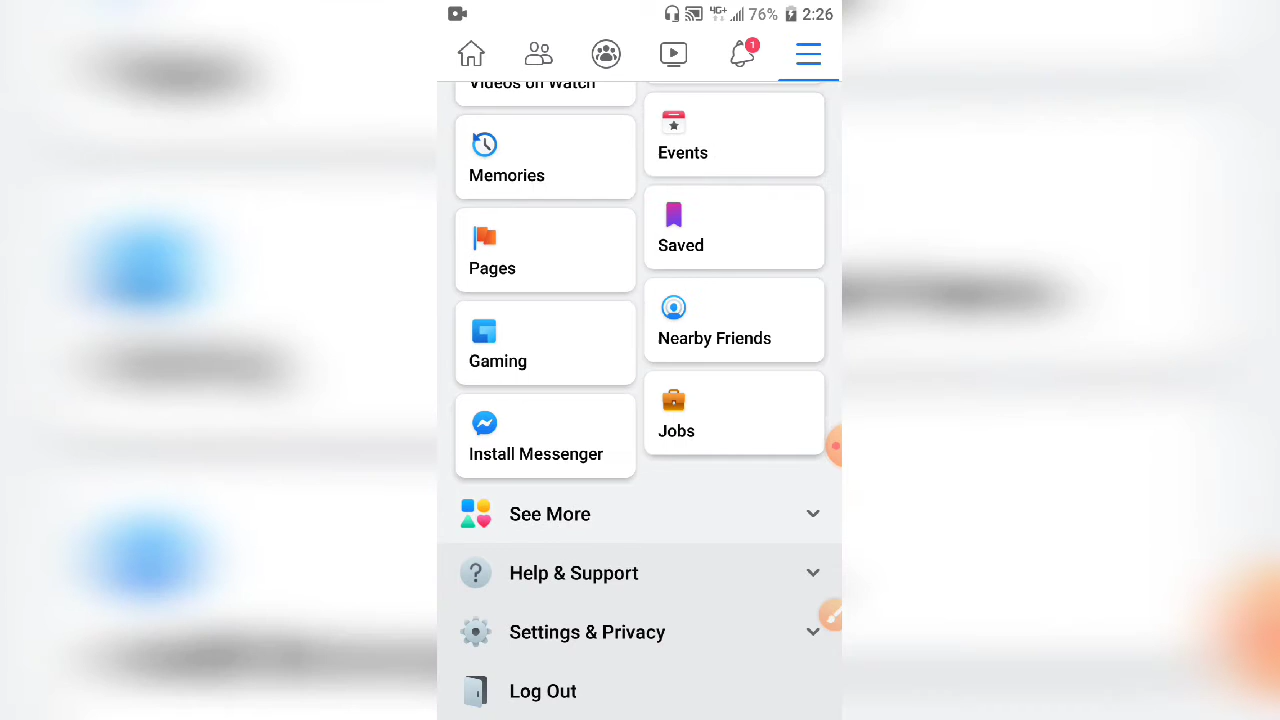 4G+ 76% 2:26
1
Videos on Watch
Memories
Events
Pages
Saved
Gaming
Nearby Friends
Install Messenger
Jobs
See More
Help & Support
Settings & Privacy
Log Out